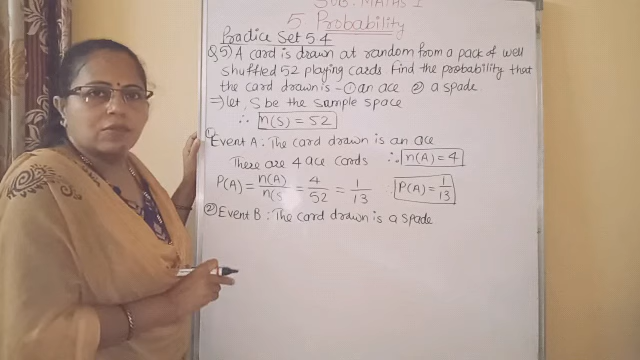 SUB: MATHS I
5 Probability
Practice Set 5.4
Q.5) A card is drawn at random from a pack of well
shuffled 52 playing cards. Find the probability that
the card drawn is - ① an ace ② a spade.
⇒ let, S be the sample space
∴ n(S) = 52
① Event A : The card drawn is an ace
There are 4 ace cards ∴ n(A) = 4
P(A) = n(A)/n(S) = 4/52 = 1/13 P(A) = 1/13
② Event B : The card drawn is a spade